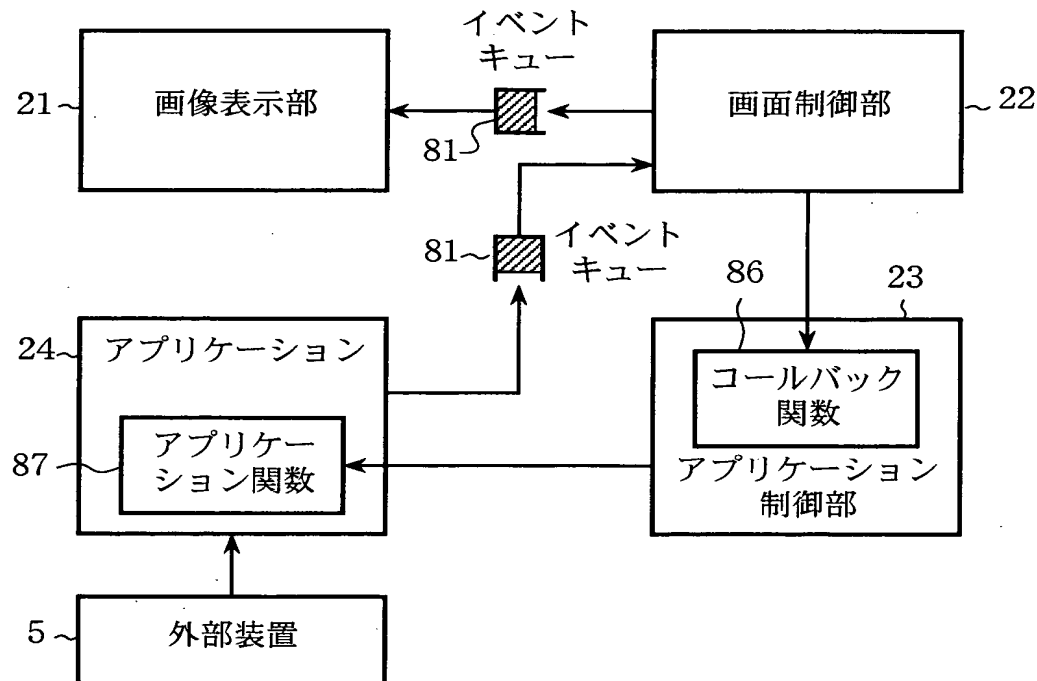 イベント
キュー
21
画像表示部
81
画面制御部
22
81
イベント
キュー
86
23
24
アプリケーション
コールバック
関数
87
アプリケー
ション関数
アプリケーション
制御部
5
外部装置